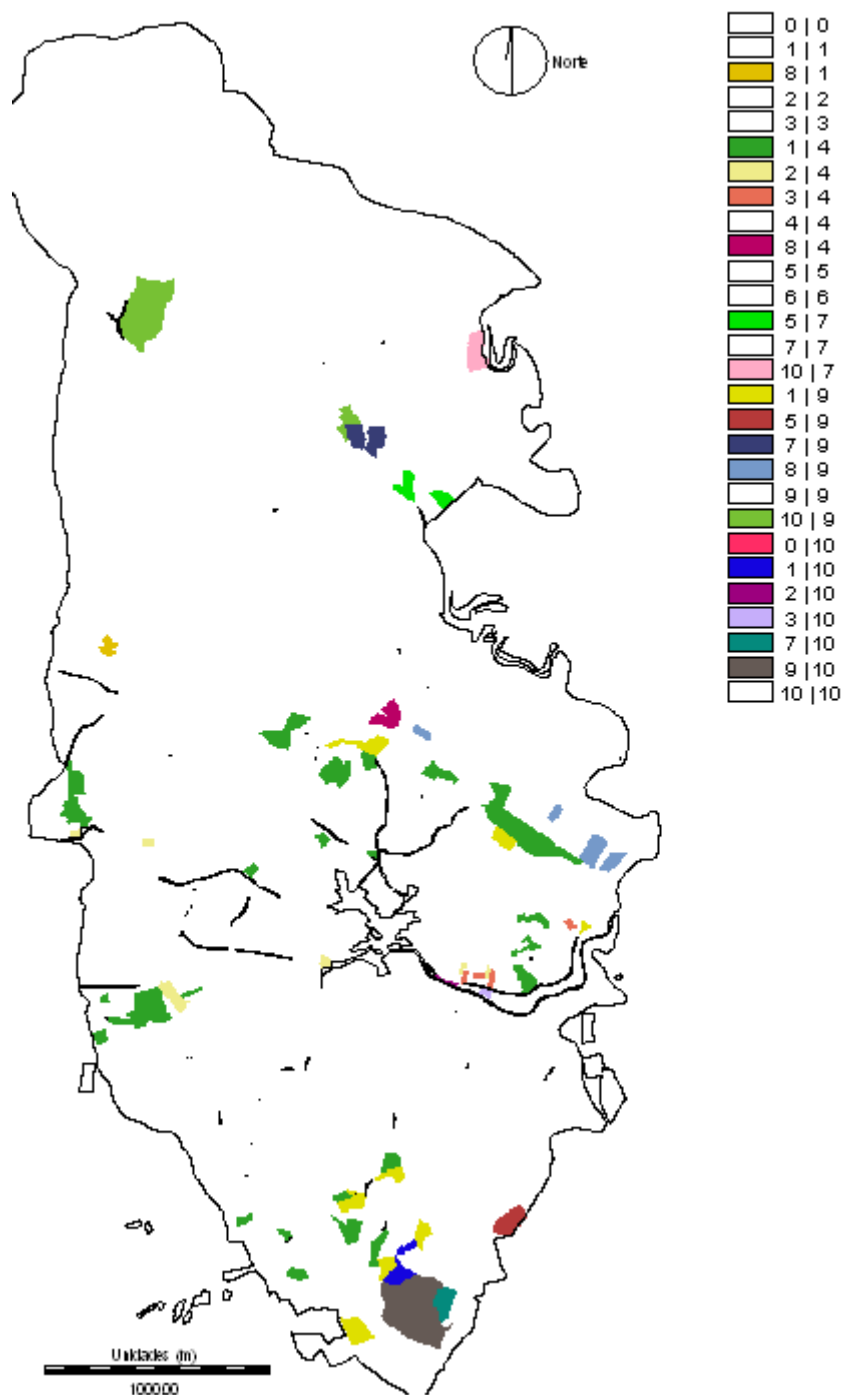 Norte
0 | 0
1 | 1
8 | 1
2 | 2
3 | 3
1 | 4
2 | 4
3 | 4
4 | 4
8 | 4
5 | 5
6 | 6
5 | 7
7 | 7
10 | 7
1 | 9
5 | 9
7 | 9
8 | 9
9 | 9
10 | 9
0 | 10
1 | 10
2 | 10
3 | 10
7 | 10
9 | 10
10 | 10
Unidades (m)
10000.00